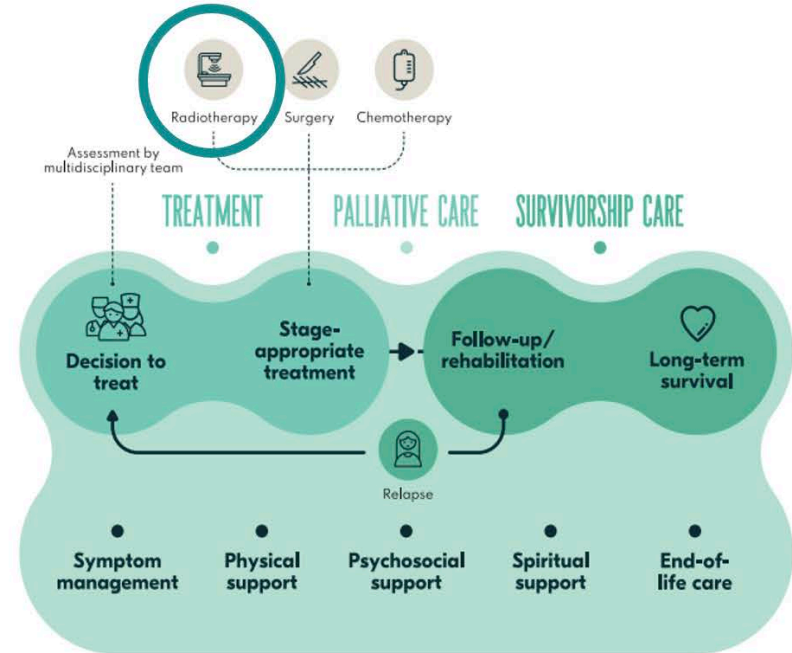 Radiotherapy
Surgery
Chemotherapy
Assessment by
multidisciplinary team
TREATMENT
PALLIATIVE CARE
SURVIVORSHIP CARE
Decision to
treat
Stage-
appropriate
treatment
Follow-up/
rehabilitation
Long-term
survival
Relapse
Symptom
management
Physical
support
Psychosocial
support
Spiritual
support
End-of-
life care